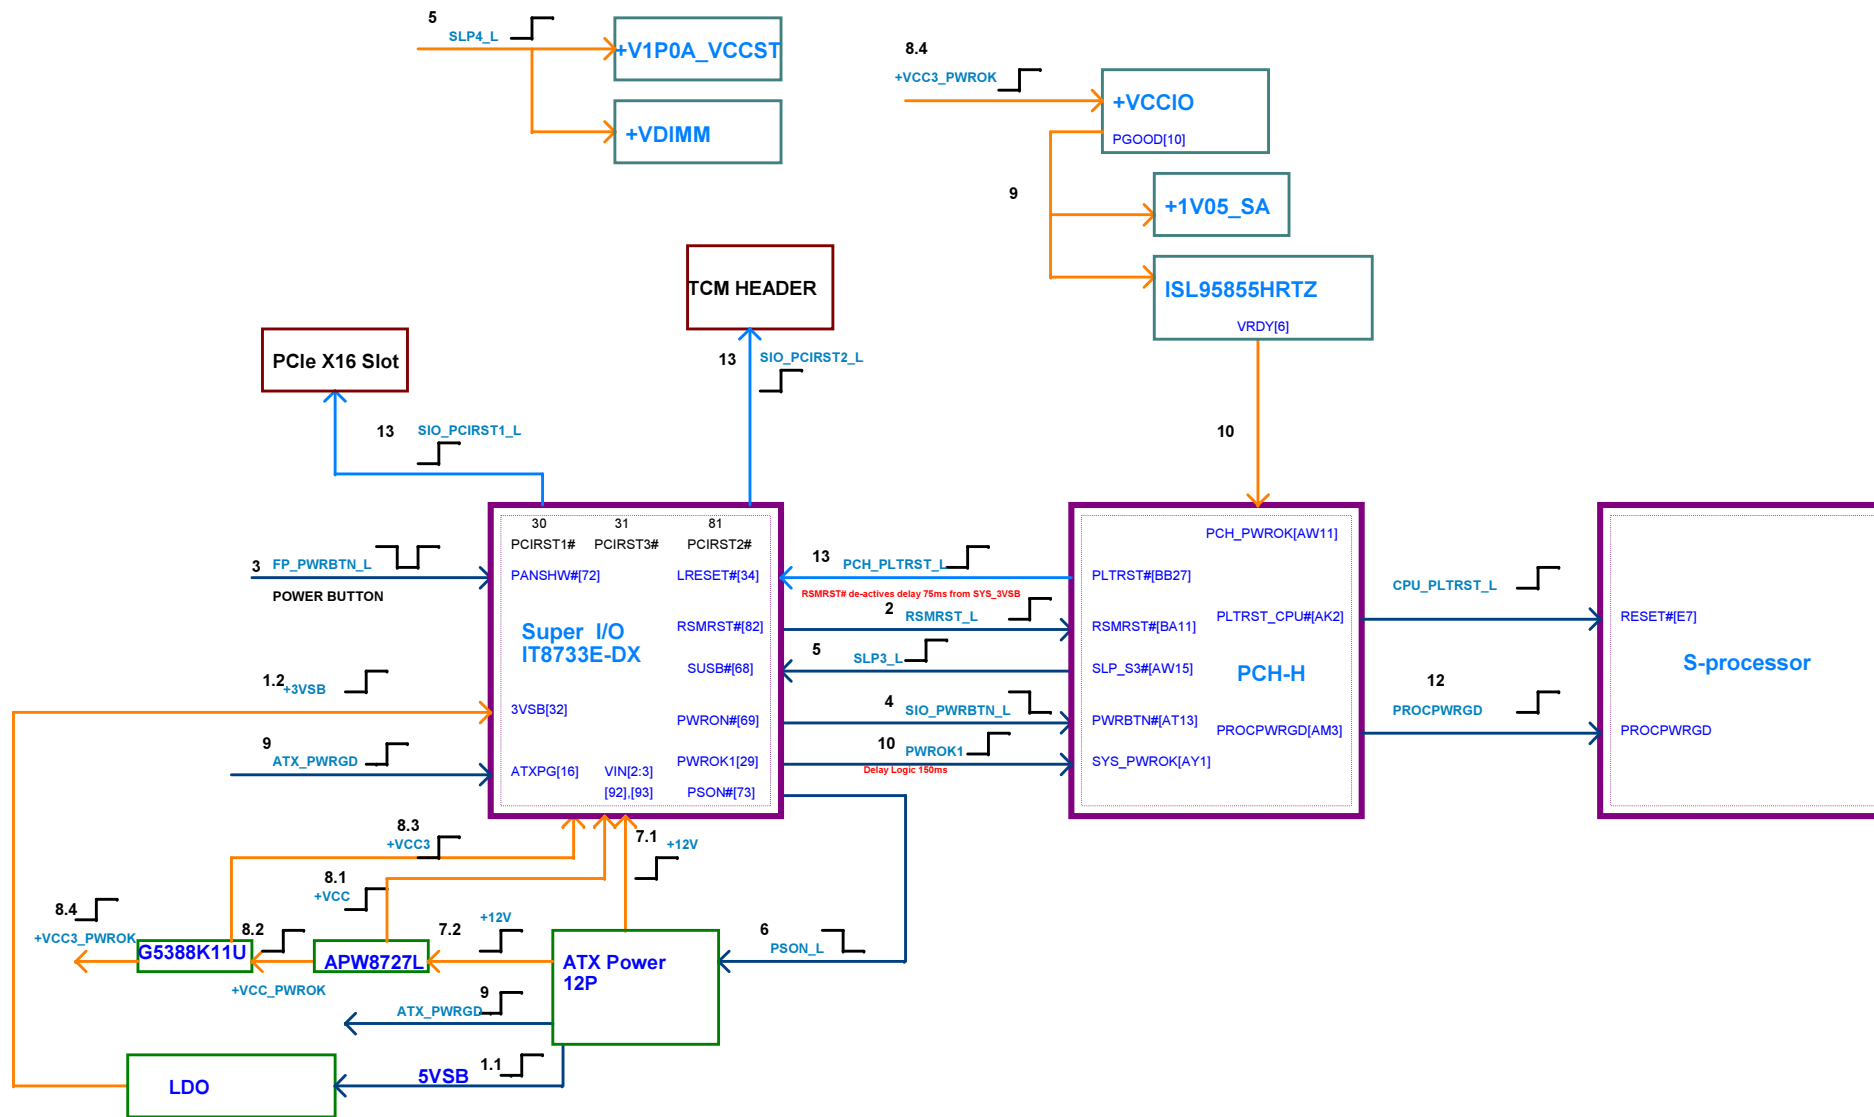 5
SLP4_L
+V1P0A_VCCST
+VDIMM
8.4
+VCC3_PWROK
+VCCIO
PGOOD[10]
9
+1V05_SA
ISL95855HRTZ
VRDY[6]
10
TCM HEADER
13
SIO_PCIRST2_L
PCIe X16 Slot
13
SIO_PCIRST1_L
30
31
81
PCIRST1#
PCIRST3#
PCIRST2#
3
FP_PWRBTN_L
POWER BUTTON
PANSHW#[72]
LRESET#[34]
Super I/O
IT8733E-DX
RSMRST#[82]
SUSB#[68]
3VSB[32]
PWRON#[69]
ATXPG[16]
VIN[2:3]
[92],[93]
PWROK1[29]
PSON#[73]
1.2
+3VSB
9
ATX_PWRGD
13
PCH_PLTRST_L
RSMRST# de-actives delay 75ms from SYS_3VSB
2
RSMRST_L
5
SLP3_L
4
SIO_PWRBTN_L
10
PWROK1
Delay Logic 150ms
PCH_PWROK[AW11]
PLTRST#[BB27]
PLTRST_CPU#[AK2]
RSMRST#[BA11]
SLP_S3#[AW15]
PCH-H
PWRBTN#[AT13]
PROCPWRGD[AM3]
SYS_PWROK[AY1]
CPU_PLTRST_L
12
PROCPWRGD
RESET#[E7]
S-processor
PROCPWRGD
8.3
+VCC3
8.1
+VCC
7.1
+12V
8.4
+VCC3_PWROK
G5388K11U
8.2
+VCC_PWROK
APW8727L
7.2
+12V
ATX Power
12P
6
PSON_L
9
ATX_PWRGD
1.1
5VSB
LDO